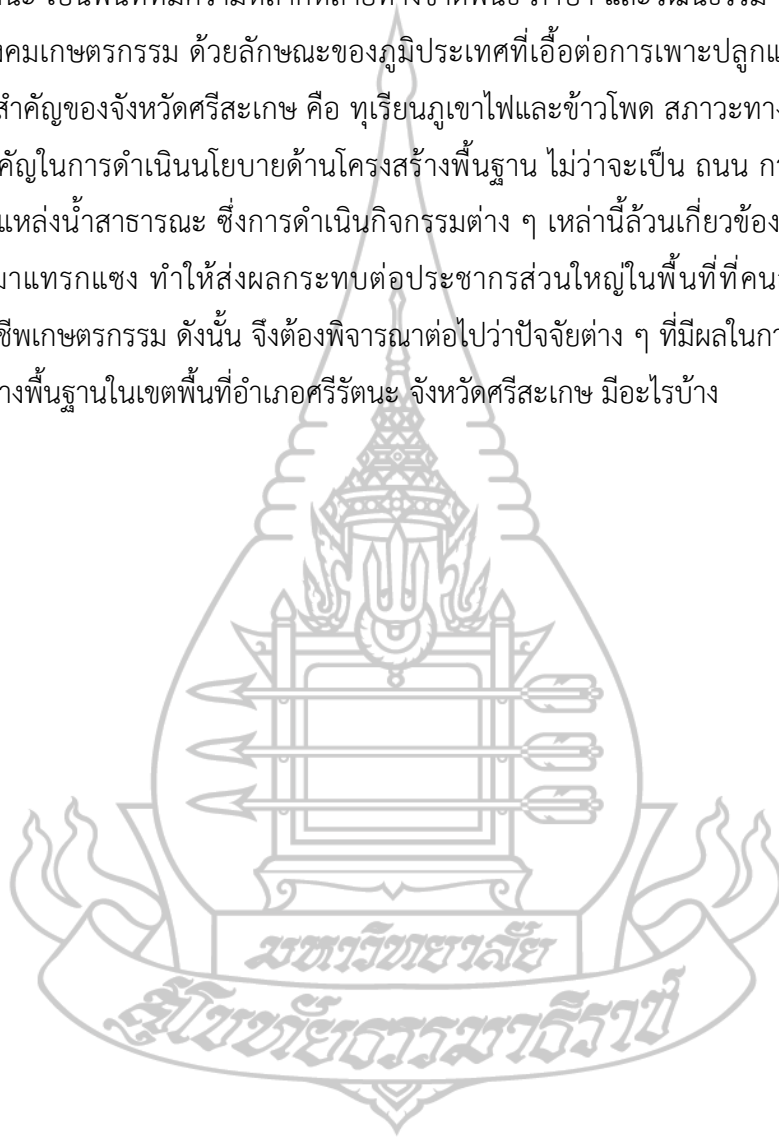 เป็นพื้นที่ที่มีความหลากหลายทางชาติพันธุ์ ภาษา และวัฒนธรรม
งคมเกษตรกรรม ด้วยลักษณะของภูมิประเทศที่เอื้อต่อการเพาะปลูกแ
สำคัญของจังหวัดศรีสะเกษ คือ ทุเรียนภูเขาไฟและข้าวโพด สภาวะทาง
คัญในการดำเนินนโยบายด้านโครงสร้างพื้นฐาน ไม่ว่าจะเป็น ถนน กา
แหล่งน้ำสาธารณะ ซึ่งการดำเนินกิจกรรมต่าง ๆ เหล่านี้ล้วนเกี่ยวข้อง
มาแทรกแซง ทำให้ส่งผลกระทบต่อประชากรส่วนใหญ่ในพื้นที่ที่คน
ชีพเกษตรกรรม ดังนั้น จึงต้องพิจารณาต่อไปว่าปัจจัยต่าง ๆ ที่มีผลในกา
างพื้นฐานในเขตพื้นที่อำเภอศรีรัตนะ จังหวัดศรีสะเกษ มีอะไรบ้าง
มหาวิทยาลัย
สุโขทัยธรรมาธิราช